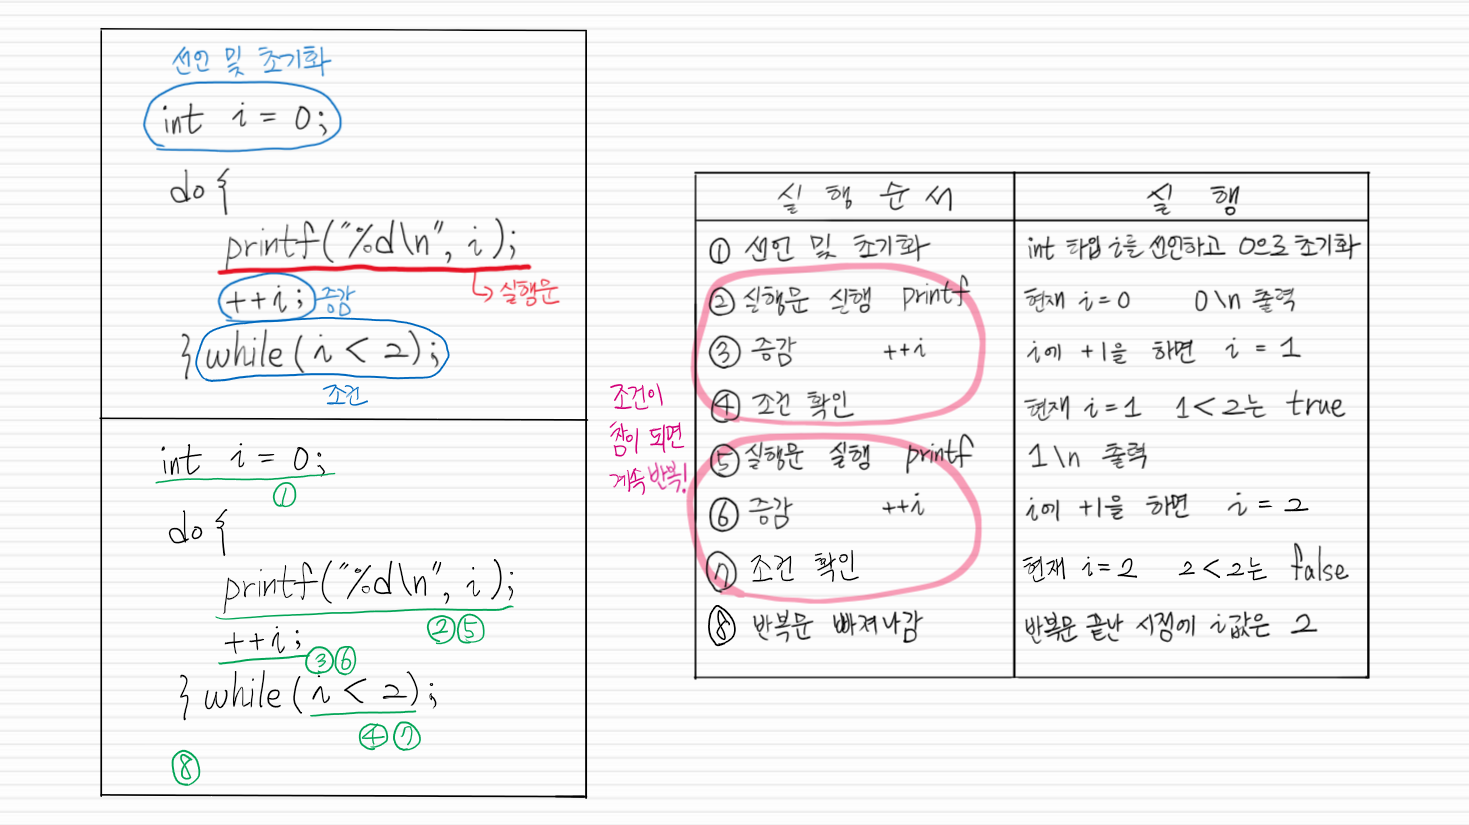 선언 및 초기화
int i = 0;
do {
printf("%d\n", i);
→ 실행문
++i; 증감
} while(i < 2);
조건
int i = 0;
①
do {
printf("%d\n", i);
② ⑤
++i;
③ ⑥
} while(i < 2);
④ ⑦
⑧
조건이
참이 되면
계속 반복!
실행순서 실행
① 선언 및 초기화 int 타입 i를 선언하고 0으로 초기화
② 실행문 실행 printf 현재 i=0 0\n 출력
③ 증감 ++i i에 +1을 하면 i = 1
④ 조건 확인 현재 i=1 1<2는 true
⑤ 실행문 실행 printf 1\n 출력
⑥ 증감 ++i i에 +1을 하면 i = 2
⑦ 조건 확인 현재 i=2 2<2는 false
⑧ 반복문 빠져나감 반복문 끝난 시점에 i값은 2